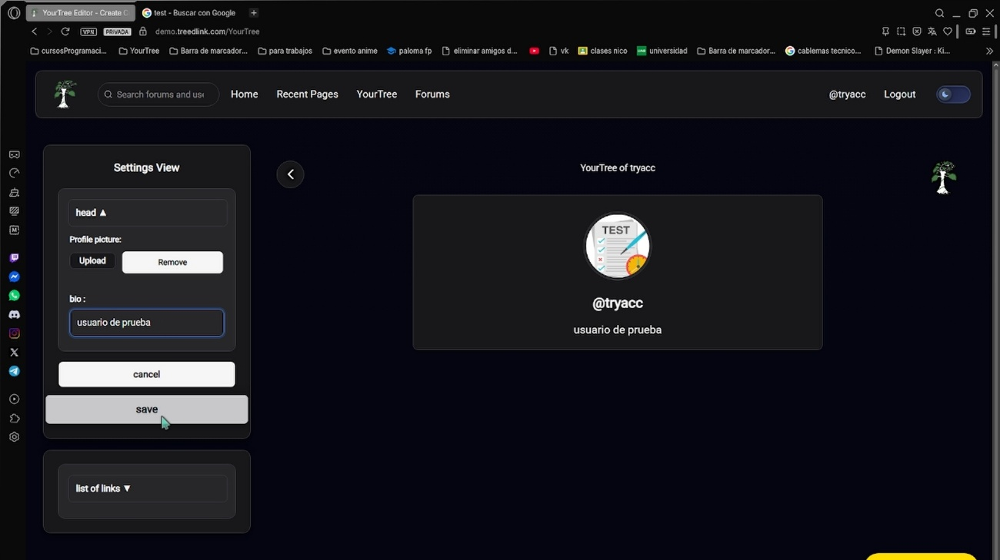 YourTree Editor - Create C
test - Buscar con Google
VPN
PRIVADA
demo.treedlink.com/YourTree
cursosProgramaci...
YourTree
Barra de marcador...
para trabajos
evento anime
paloma fp
eliminar amigos d...
vk
clases nico
universidad
Barra de marcador...
cablemas tecnico...
Demon Slayer : Ki...
Search forums and use
Home
Recent Pages
YourTree
Forums
@tryacc
Logout
Settings View
head ▲
Profile picture:
Upload
Remove
bio :
usuario de prueba
cancel
save
list of links ▼
YourTree of tryacc
TEST
@tryacc
usuario de prueba